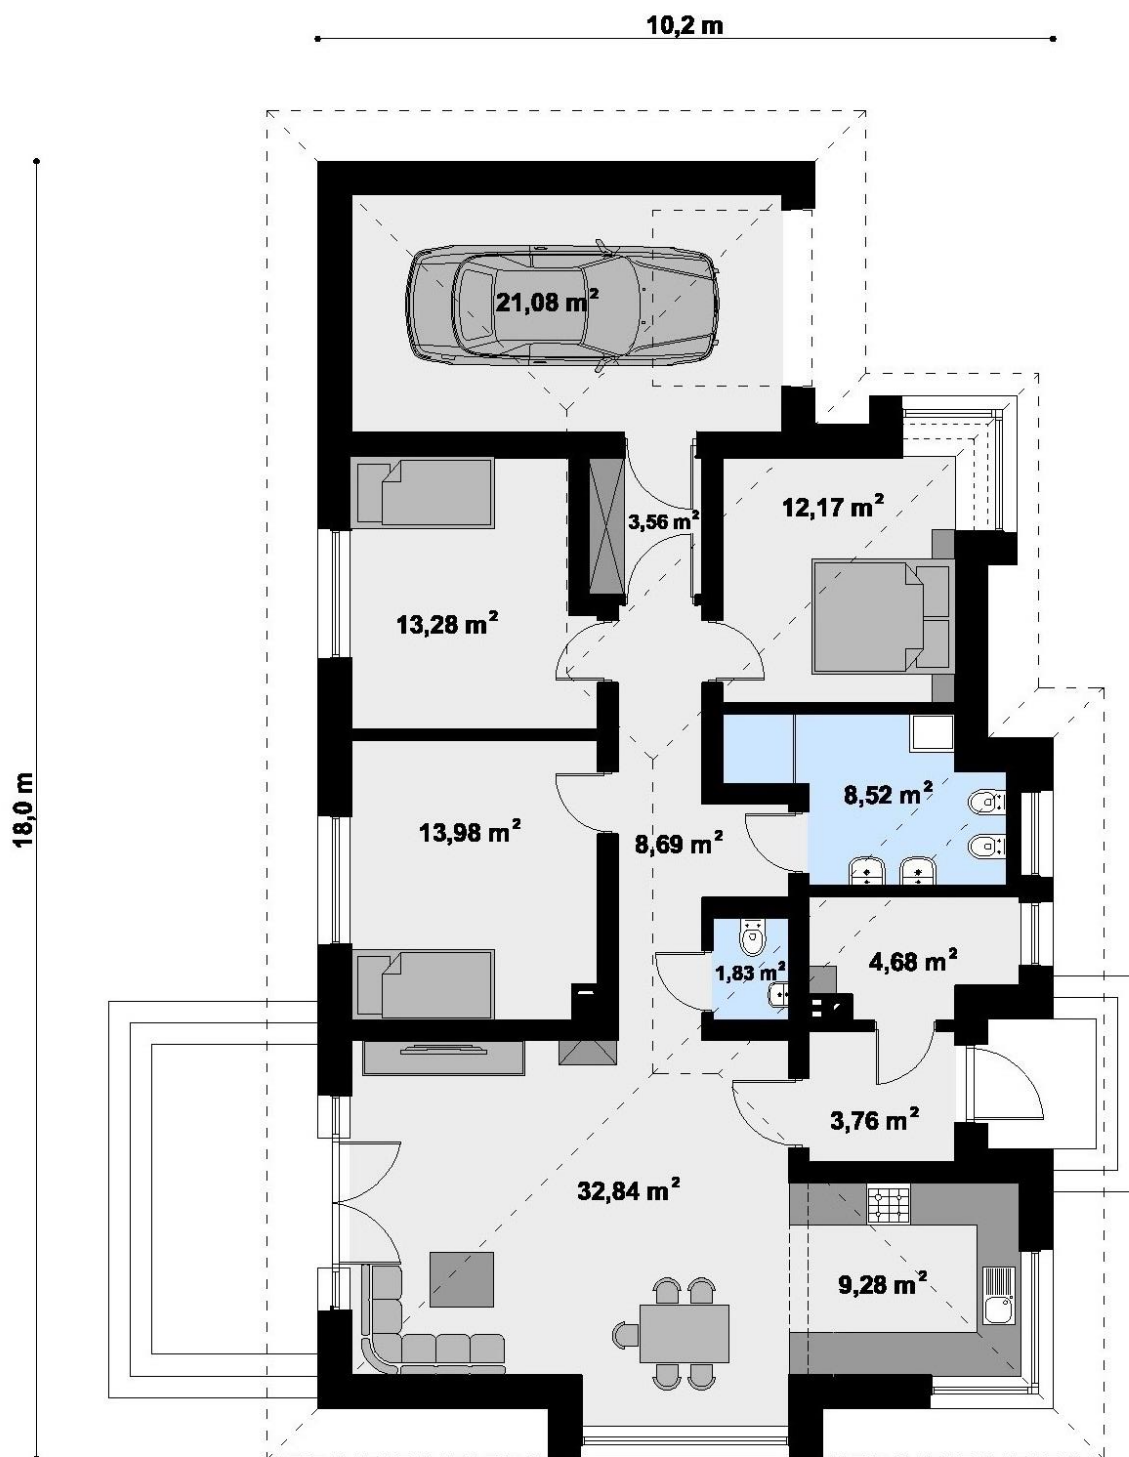 10,2 m
18,0 m
21,08 m²
3,56 m²
12,17 m²
13,28 m²
13,98 m²
8,69 m²
8,52 m²
1,83 m²
4,68 m²
3,76 m²
32,84 m²
9,28 m²